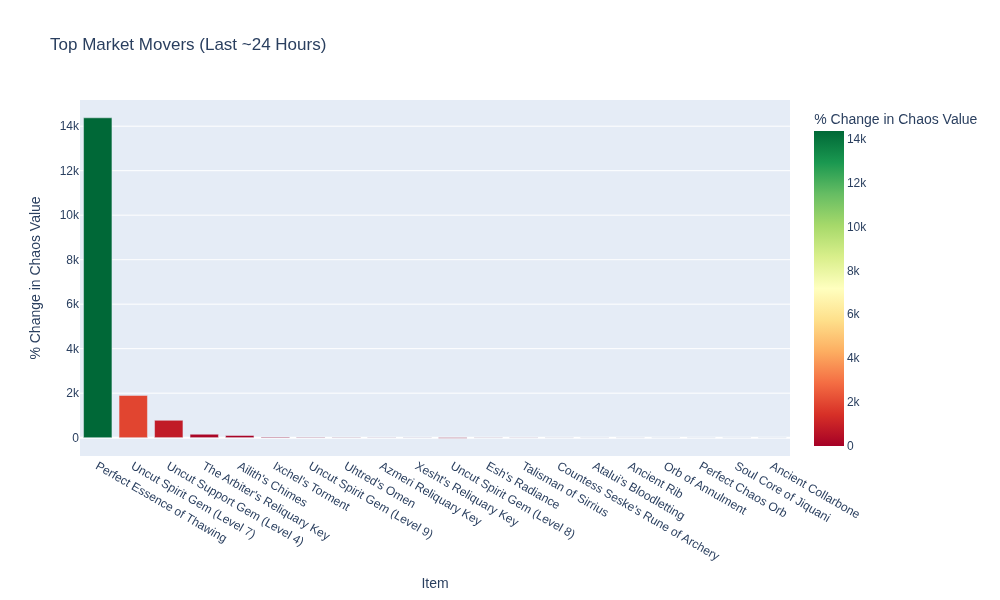 Top Market Movers (Last ~24 Hours)
% Change in Chaos Value
14k
12k
10k
8k
6k
4k
2k
0
Perfect Essence of Thawing
Uncut Spirit Gem (Level 7)
Uncut Support Gem (Level 4)
The Arbiter's Reliquary Key
Ailith's Chimes
Ixchel's Torment
Uncut Spirit Gem (Level 9)
Uhtred's Omen
Azmeri Reliquary Key
Xesht's Reliquary Key
Uncut Spirit Gem (Level 8)
Esh's Radiance
Talisman of Sirrius
Countess Seske's Rune of Archery
Atalui's Bloodletting
Ancient Rib
Orb of Annulment
Perfect Chaos Orb
Soul Core of Jiquani
Ancient Collarbone
Item
% Change in Chaos Value
14k
12k
10k
8k
6k
4k
2k
0